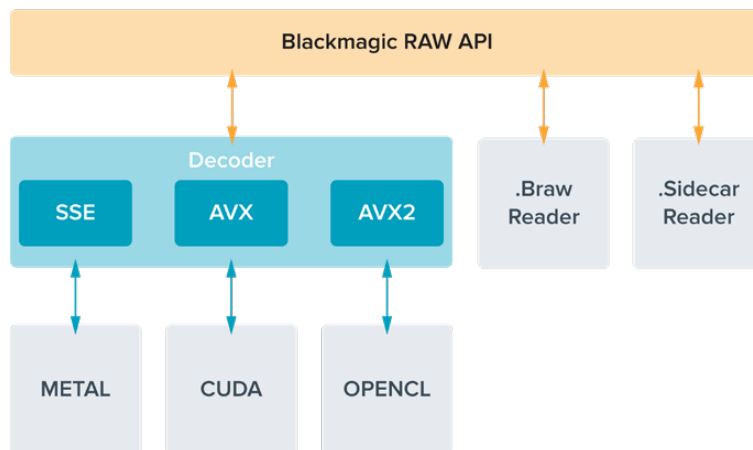 Blackmagic RAW API
Decoder
SSE
AVX
AVX2
.Braw
Reader
.Sidecar
Reader
METAL
CUDA
OPENCL